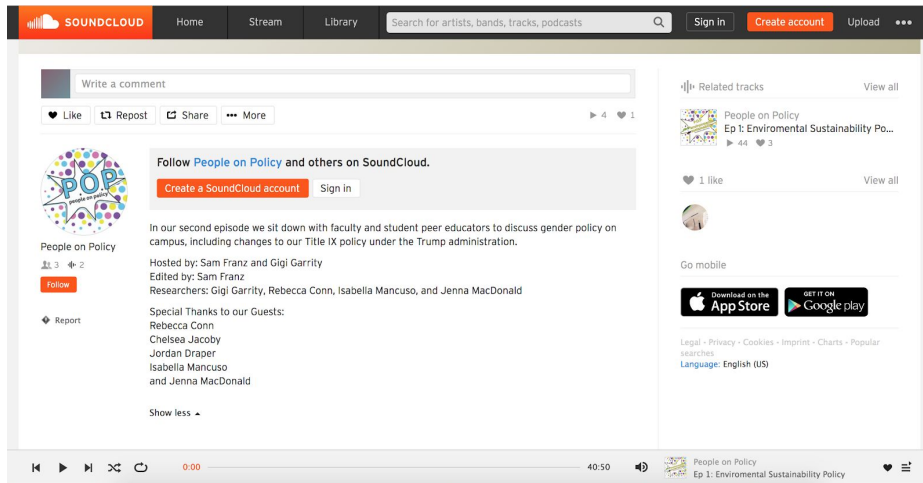 SOUNDCLOUD Home Stream Library Search for artists, bands, tracks, podcasts Sign in Create account Upload
Write a comment
Like Repost Share More 4 1
POP
people on policy
People on Policy
3 2
Follow
Report
Follow People on Policy and others on SoundCloud.
Create a SoundCloud account Sign in
In our second episode we sit down with faculty and student peer educators to discuss gender policy on
campus, including changes to our Title IX policy under the Trump administration.
Hosted by: Sam Franz and Gigi Garrity
Edited by: Sam Franz
Researchers: Gigi Garrity, Rebecca Conn, Isabella Mancuso, and Jenna MacDonald
Special Thanks to our Guests:
Rebecca Conn
Chelsea Jacoby
Jordan Draper
Isabella Mancuso
and Jenna MacDonald
Show less
Related tracks View all
People on Policy
Ep 1: Enviromental Sustainability Po...
44 3
1 like View all
Go mobile
Download on the
App Store
GET IT ON
Google play
Legal - Privacy - Cookies - Imprint - Charts - Popular
searches
Language: English (US)
0:00 40:50
People on Policy
Ep 1: Enviromental Sustainability Policy